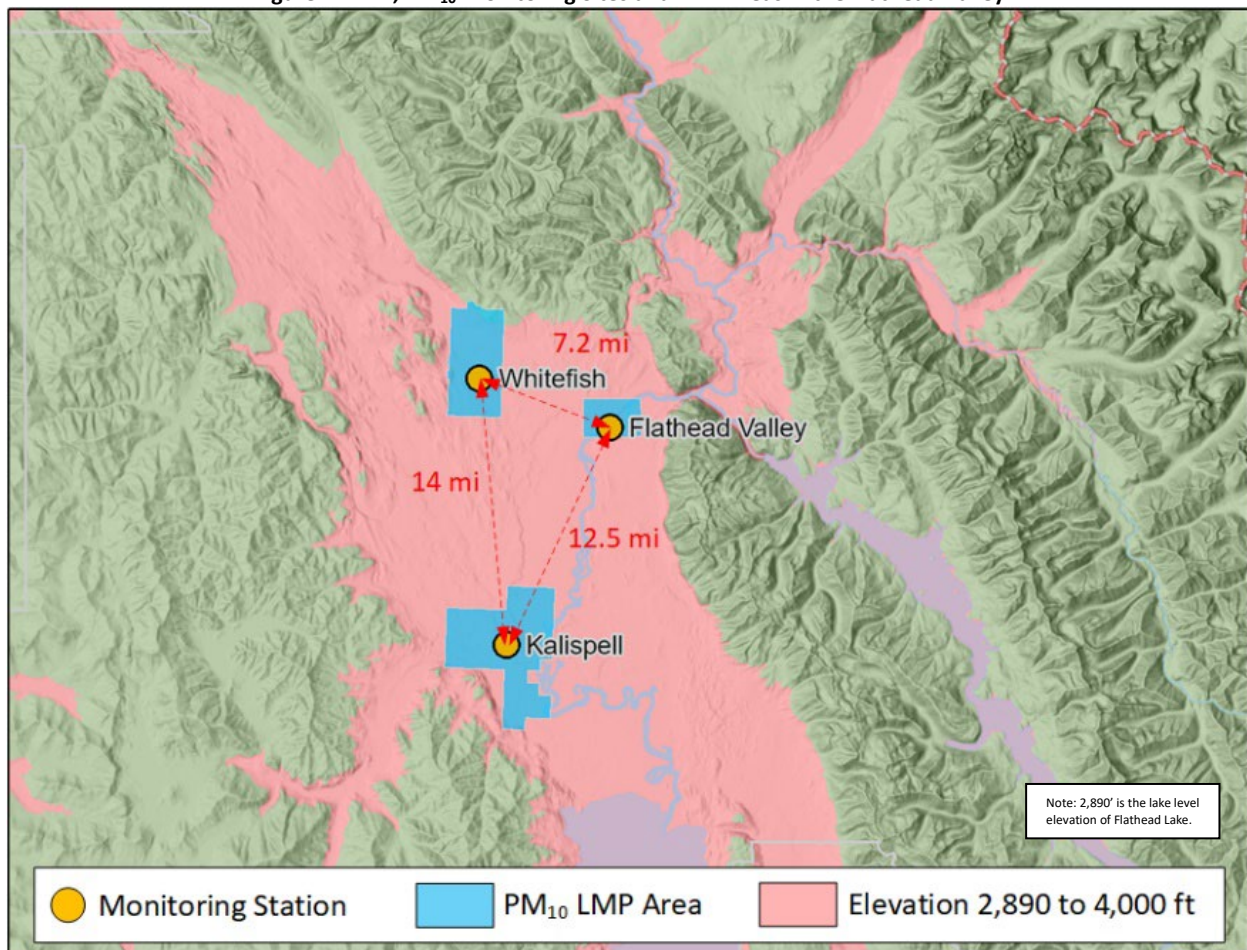 7.2 mi
Whitefish
Flathead Valley
14 mi
12.5 mi
Kalispell
Note: 2,890' is the lake level
elevation of Flathead Lake.
Monitoring Station
PM₁₀ LMP Area
Elevation 2,890 to 4,000 ft